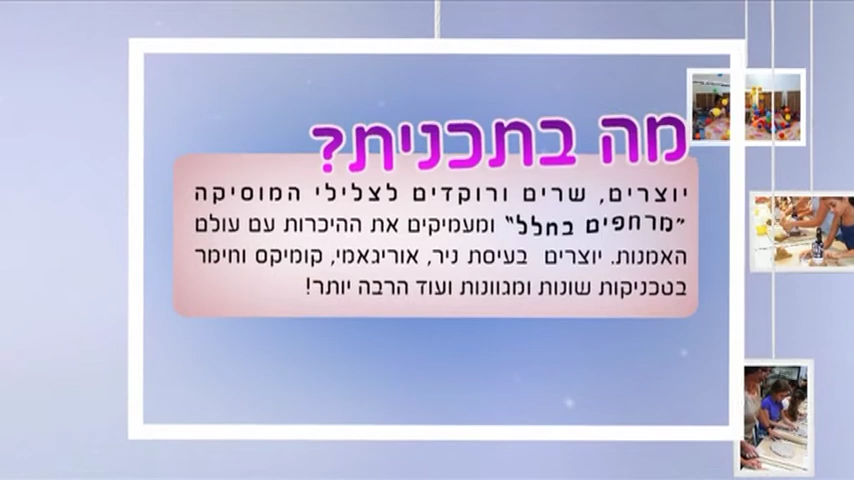 מה בתכנית?
יוצרים, שרים ורוקדים לצלילי המוסיקה
"מרחפים בחלל" ומעמיקים את ההיכרות עם עולם
האמנות. יוצרים בעיסת ניר, אוריגאמי, קומיקס וחימר
בטכניקות שונות ומגוונות ועוד הרבה יותר!